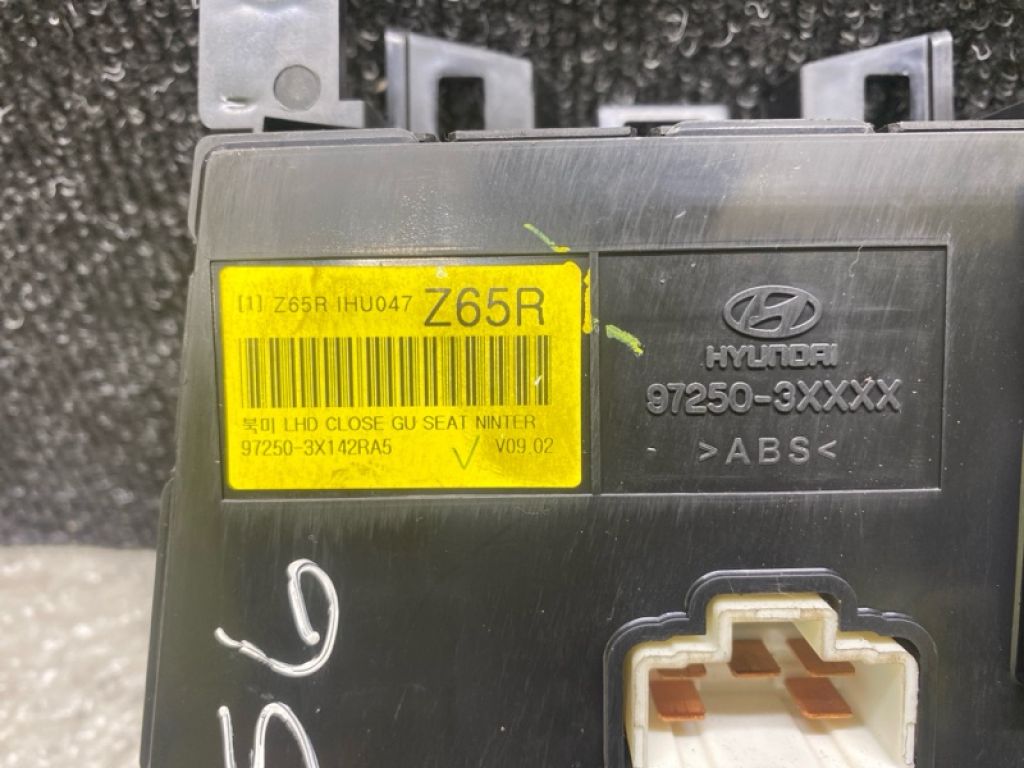 [1] Z65R IHU047 Z65R
북미 LHD CLOSE GU SEAT NINTER
97250-3X142RA5 V09.02
HYUNDAI
97250-3XXXX
>ABS<
56